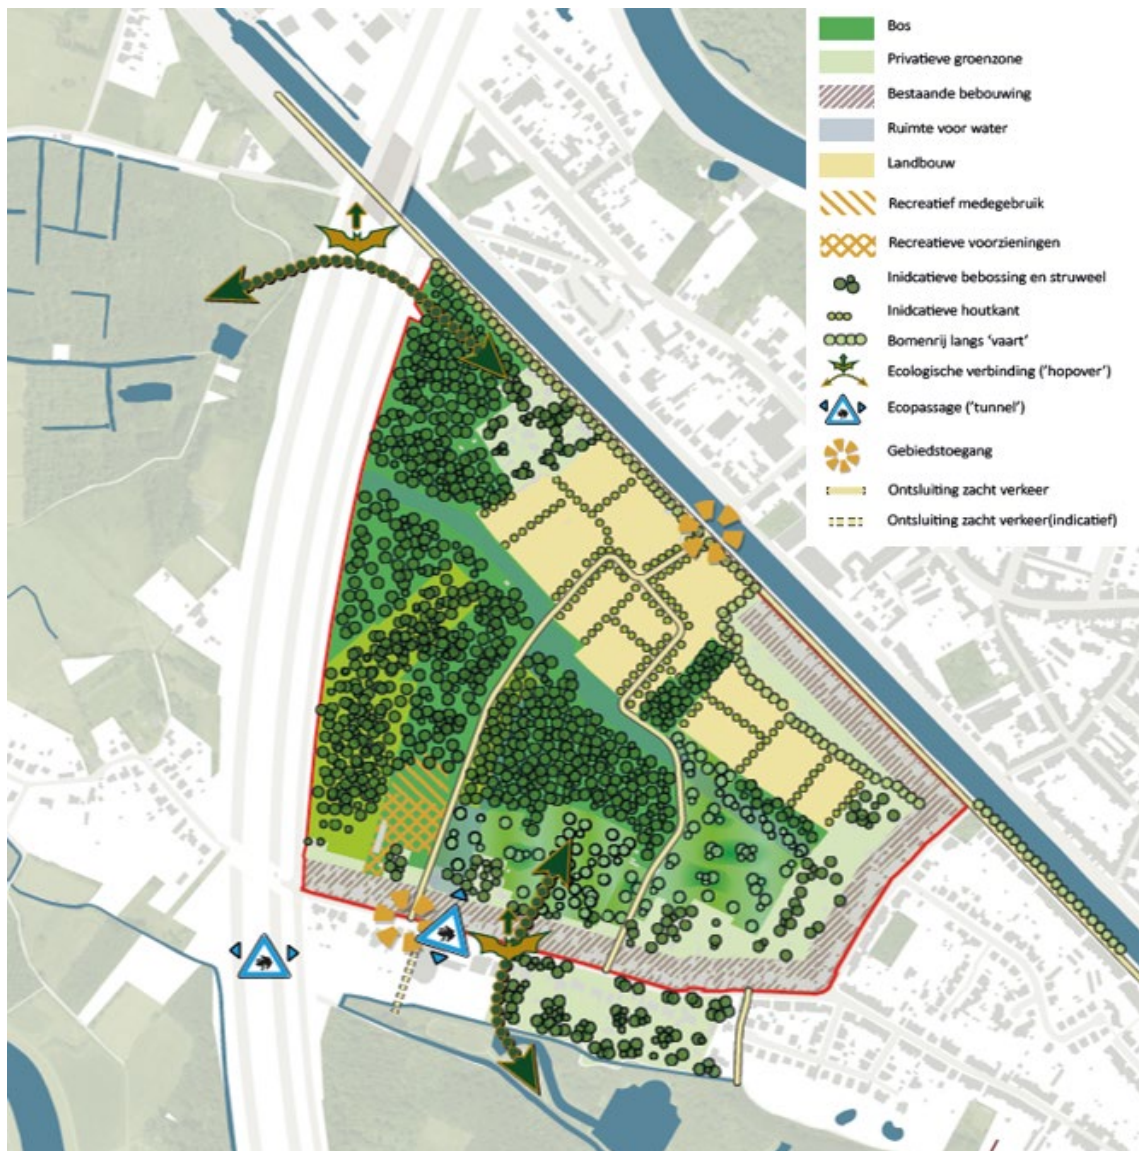 Bos
Privatieve groenzone
Bestaande bebouwing
Ruimte voor water
Landbouw
Recreatief medegebruik
Recreatieve voorzieningen
Inidcatieve bebossing en struweel
Inidcatieve houtkant
Bomenrij langs 'vaart'
Ecologische verbinding ('hopover')
Ecopassage ('tunnel')
Gebiedstoegang
Ontsluiting zacht verkeer
Ontsluiting zacht verkeer(indicatief)